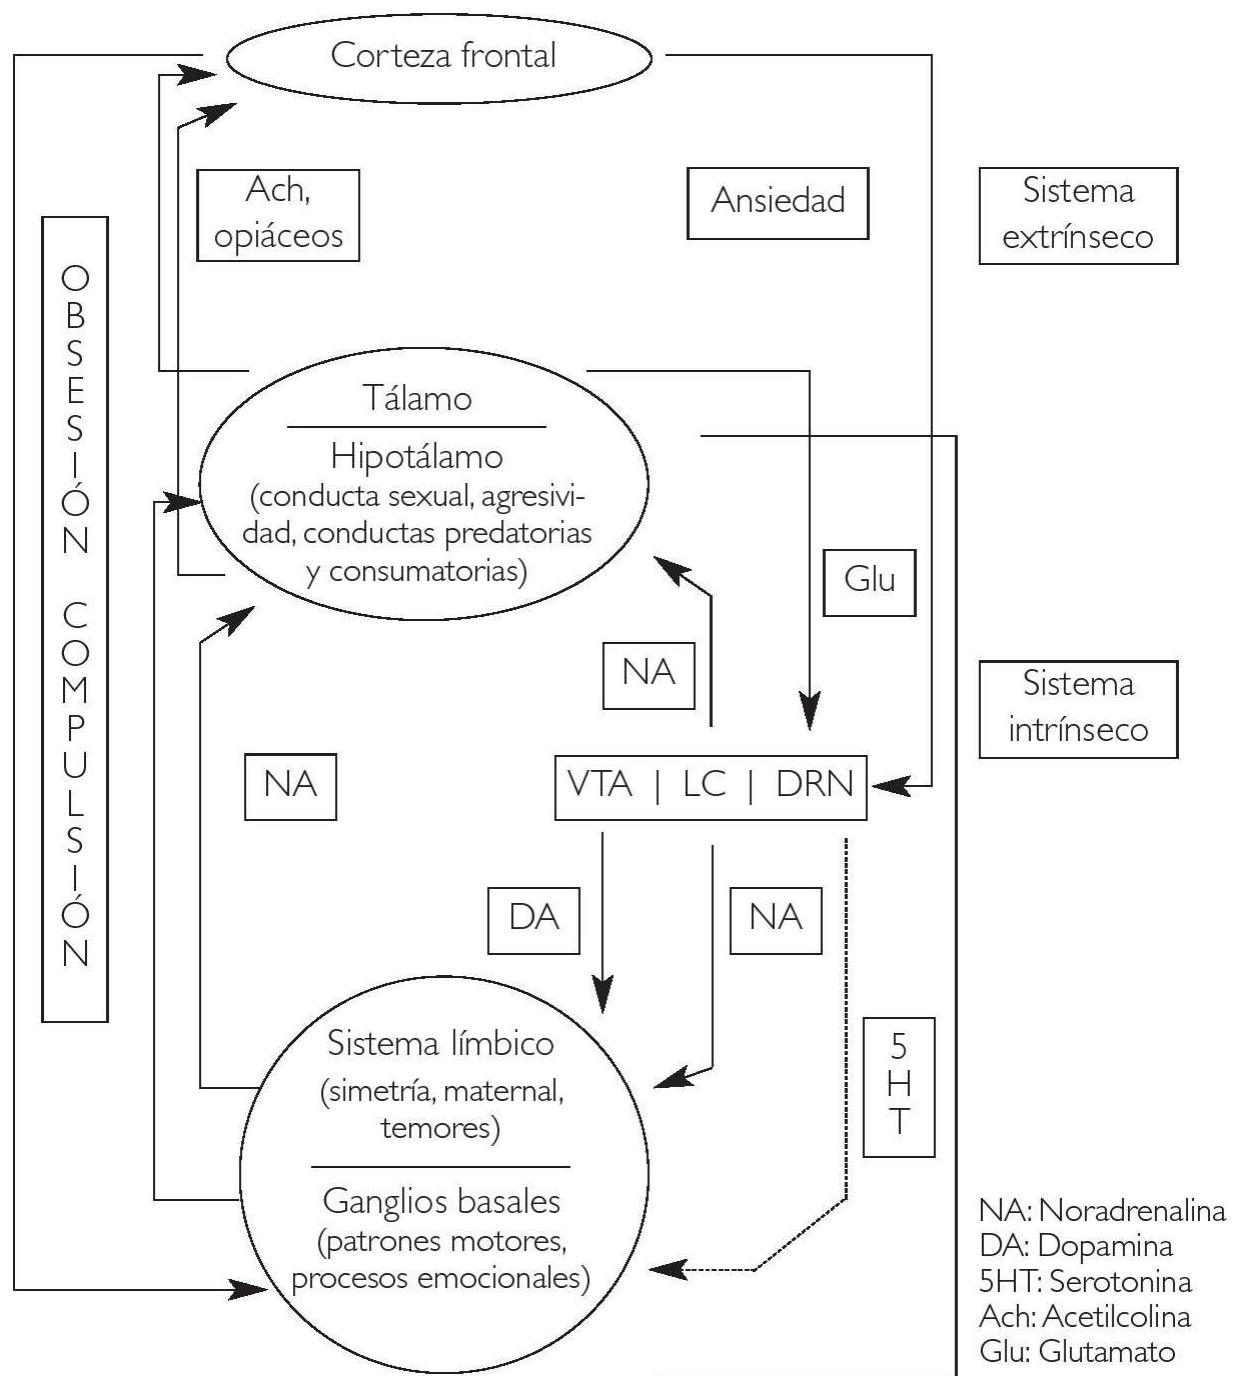 Corteza frontal
Ach,
opiáceos
Ansiedad
Sistema
extrínseco
OBSESIÓN COMPULSIÓN
Tálamo
Hipotálamo
(conducta sexual, agresivi-
dad, conductas predatorias
y consumatorias)
Glu
NA
Sistema
intrínseco
NA
VTA | LC | DRN
DA
NA
5
H
T
Sistema límbico
(simetría, maternal,
temores)
Ganglios basales
(patrones motores,
procesos emocionales)
NA: Noradrenalina
DA: Dopamina
5HT: Serotonina
Ach: Acetilcolina
Glu: Glutamato